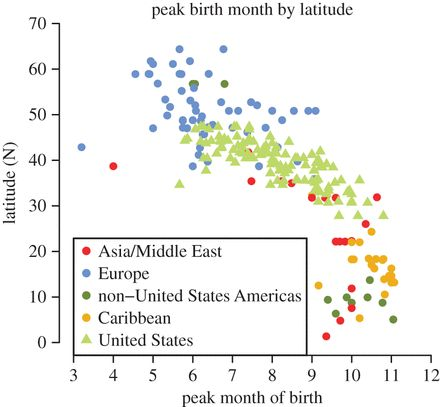 peak birth month by latitude
70
60
50
40
30
20
10
0
latitude (N)
Asia/Middle East
Europe
non−United States Americas
Caribbean
United States
3 4 5 6 7 8 9 10 11 12
peak month of birth